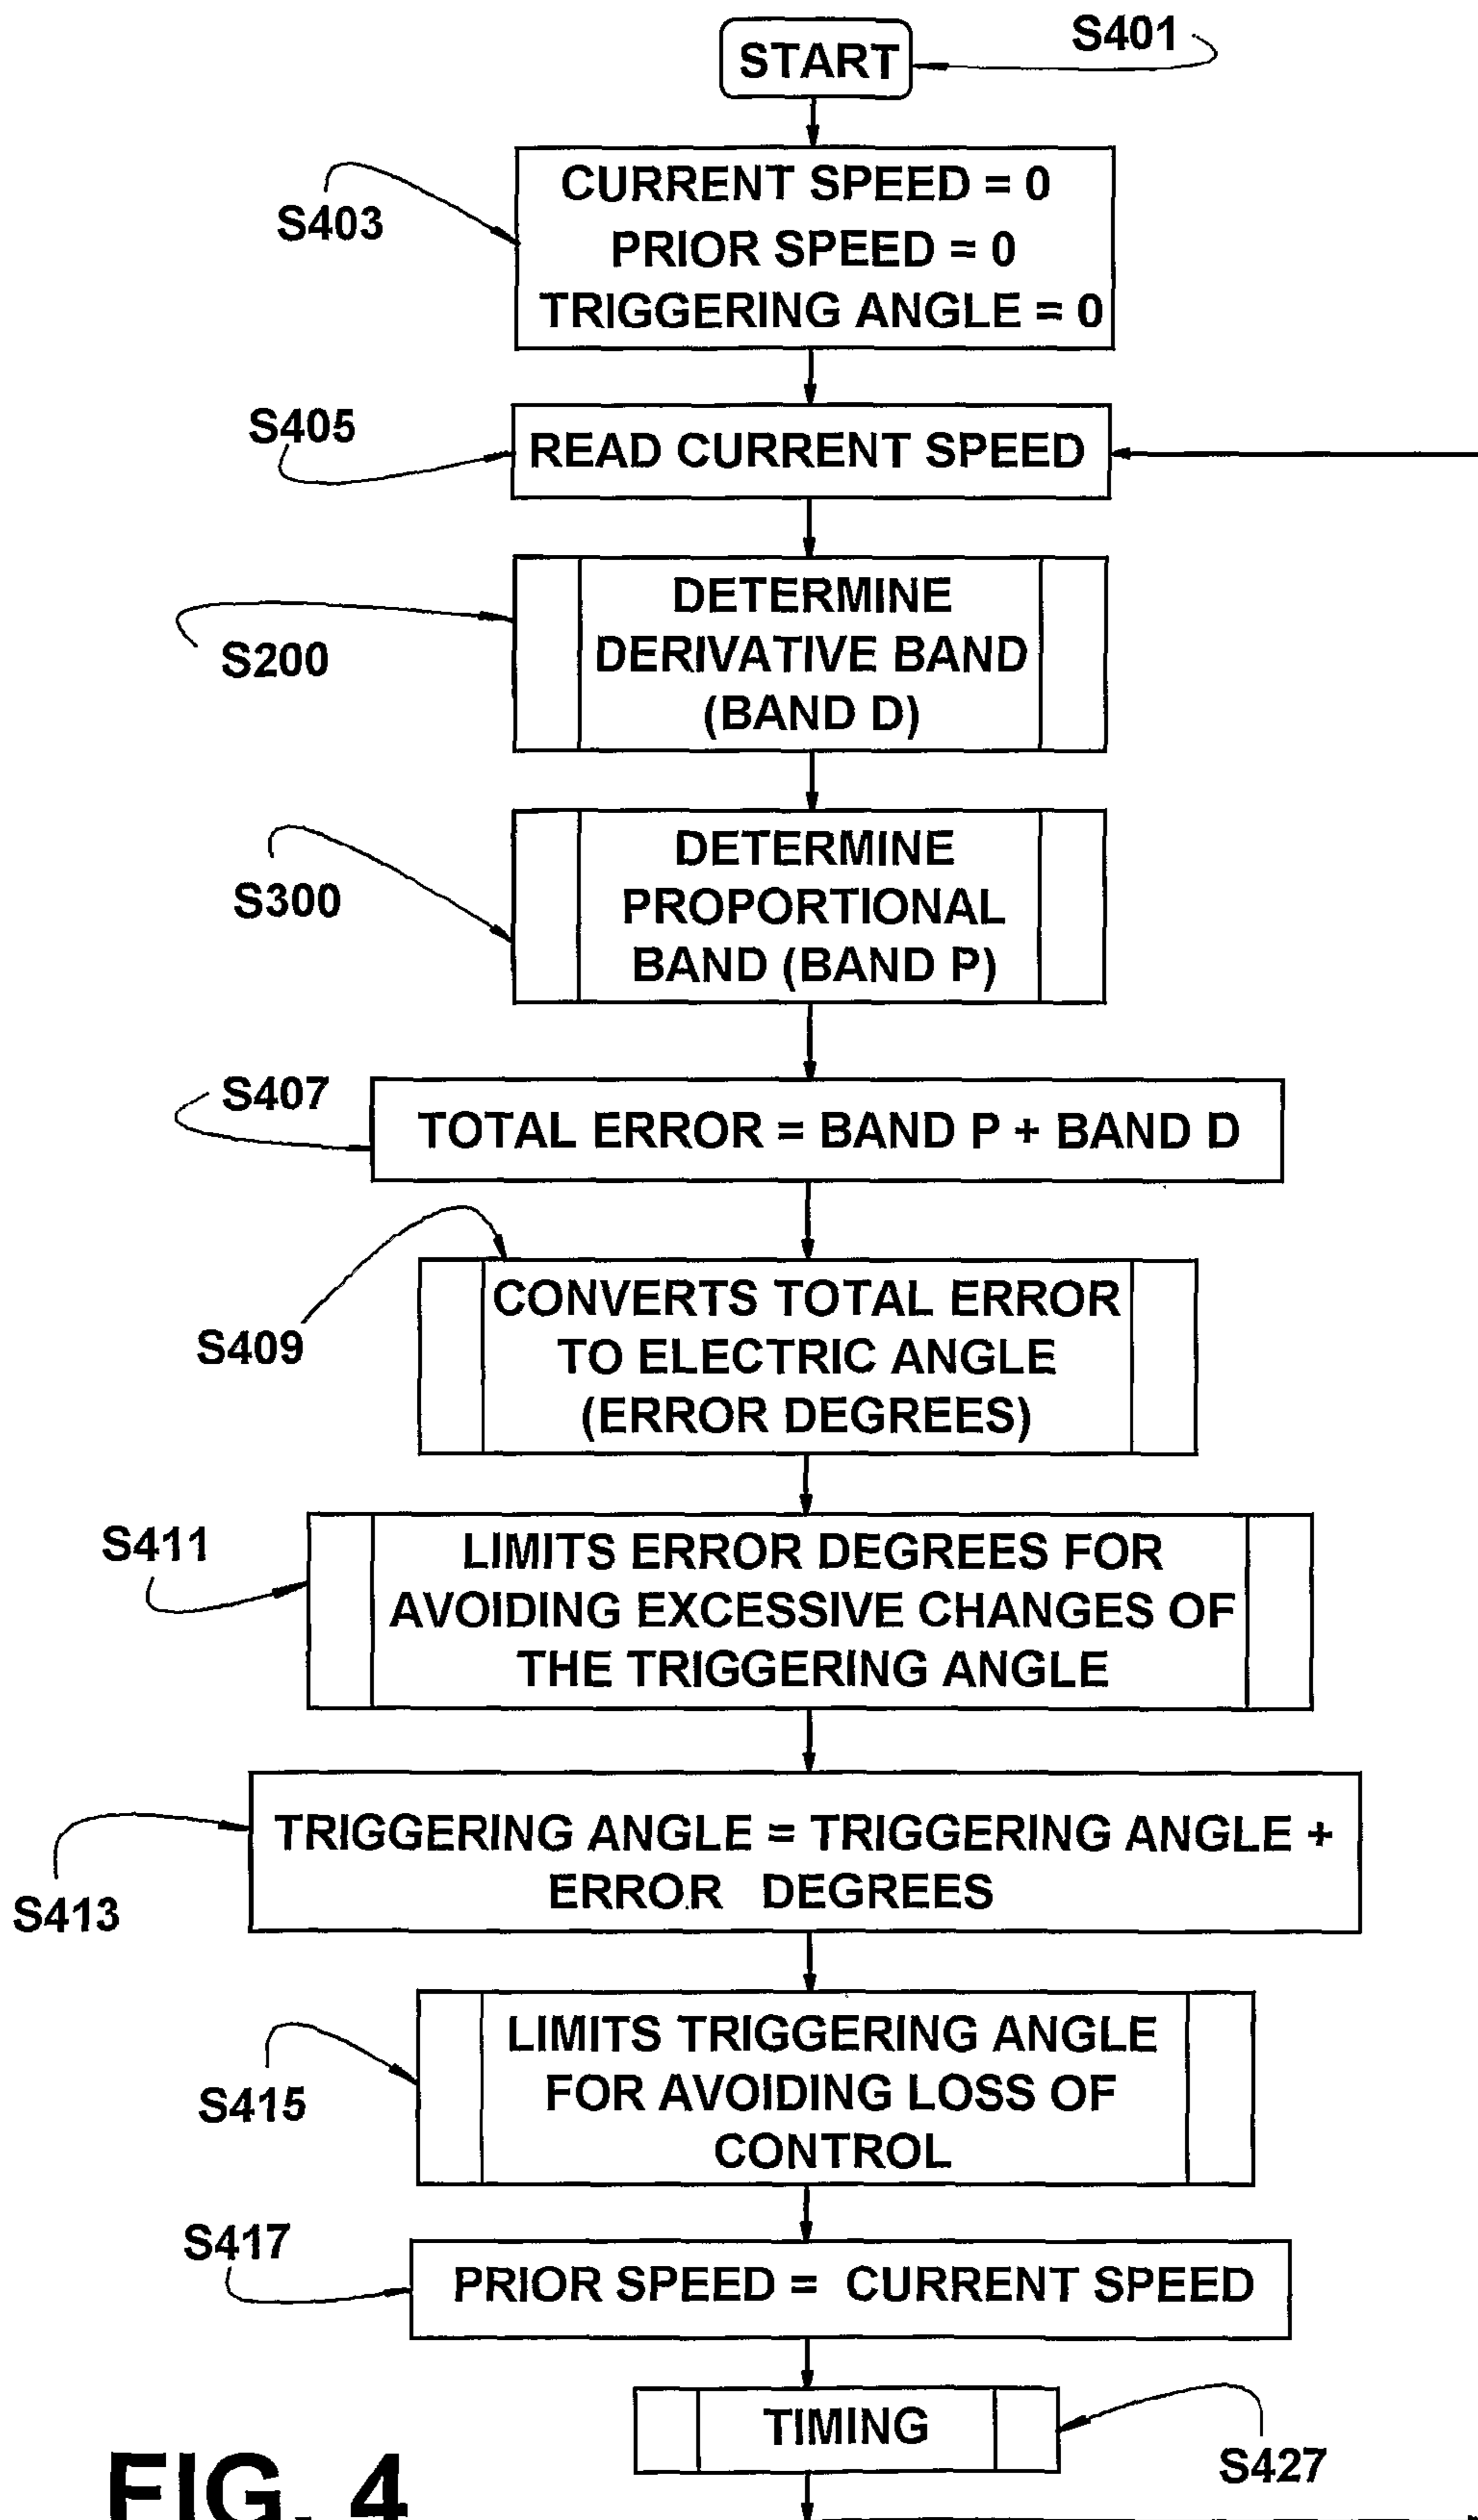 START
S401
CURRENT SPEED = 0
PRIOR SPEED = 0
TRIGGERING ANGLE = 0
S403
READ CURRENT SPEED
S405
DETERMINE
DERIVATIVE BAND
(BAND D)
S200
DETERMINE
PROPORTIONAL
BAND (BAND P)
S300
TOTAL ERROR = BAND P + BAND D
S407
CONVERTS TOTAL ERROR
TO ELECTRIC ANGLE
(ERROR DEGREES)
S409
LIMITS ERROR DEGREES FOR
AVOIDING EXCESSIVE CHANGES OF
THE TRIGGERING ANGLE
S411
TRIGGERING ANGLE = TRIGGERING ANGLE +
ERROR DEGREES
S413
LIMITS TRIGGERING ANGLE
FOR AVOIDING LOSS OF
CONTROL
S415
PRIOR SPEED = CURRENT SPEED
S417
TIMING
S427
FIG. 4